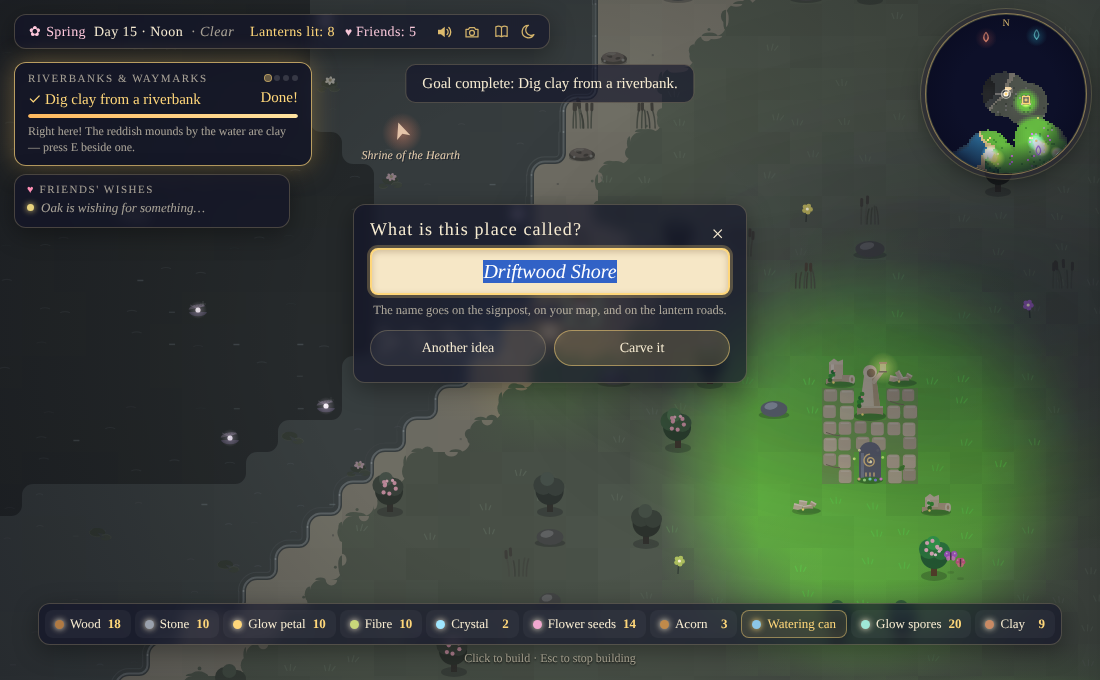 ✿ Spring Day 15 · Noon · Clear Lanterns lit: 8 ♥ Friends: 5
RIVERBANKS & WAYMARKS
✓ Dig clay from a riverbank Done!
Right here! The reddish mounds by the water are clay
— press E beside one.
♥ FRIENDS' WISHES
Oak is wishing for something…
Goal complete: Dig clay from a riverbank.
Shrine of the Hearth
N
What is this place called? ×
Driftwood Shore
The name goes on the signpost, on your map, and on the lantern roads.
Another idea Carve it
Wood 18 Stone 10 Glow petal 10 Fibre 10 Crystal 2 Flower seeds 14 Acorn 3 Watering can Glow spores 20 Clay 9
Click to build · Esc to stop building